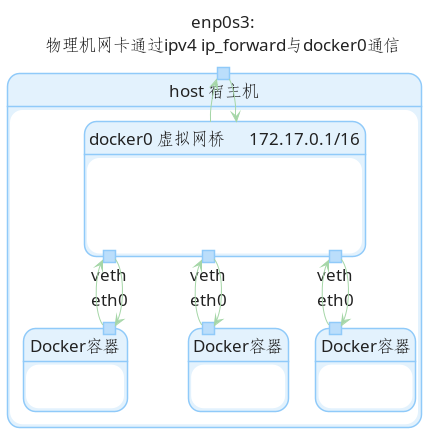 enp0s3:
物理机网卡通过ipv4 ip_forward与docker0通信
host 宿主机
docker0 虚拟网桥 172.17.0.1/16
veth veth veth
eth0 eth0 eth0
Docker容器 Docker容器 Docker容器